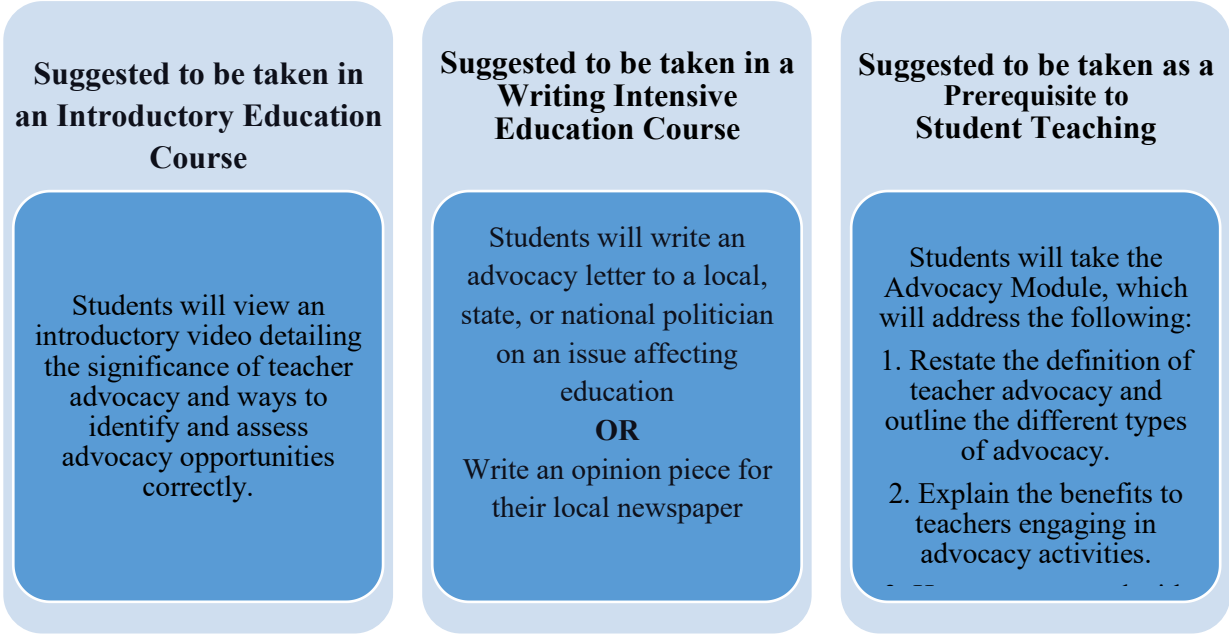 Suggested to be taken in
an Introductory Education
Course
Students will view an
introductory video detailing
the significance of teacher
advocacy and ways to
identify and assess
advocacy opportunities
correctly.
Suggested to be taken in a
Writing Intensive
Education Course
Students will write an
advocacy letter to a local,
state, or national politician
on an issue affecting
education
OR
Write an opinion piece for
their local newspaper
Suggested to be taken as a
Prerequisite to
Student Teaching
Students will take the
Advocacy Module, which
will address the following:
1. Restate the definition of
teacher advocacy and
outline the different types
of advocacy.
2. Explain the benefits to
teachers engaging in
advocacy activities.